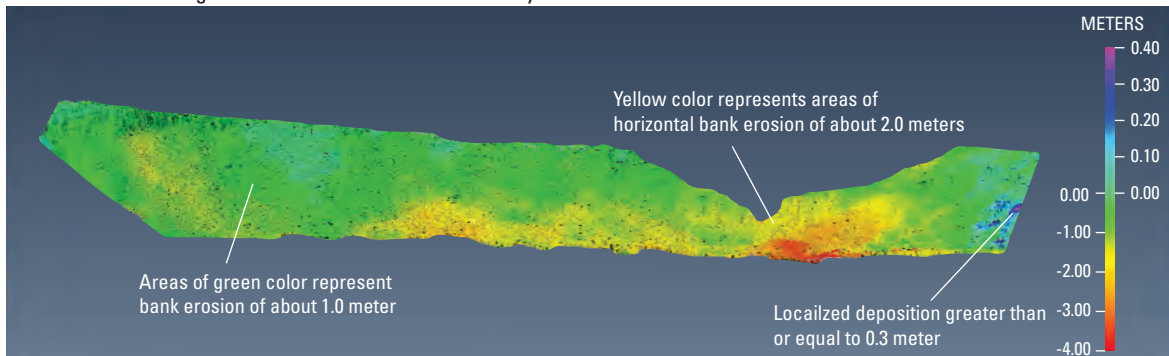 METERS
0.40
0.30
0.20
0.10
0.00
0.00
-1.00
-2.00
-3.00
-4.00
Yellow color represents areas of
horizontal bank erosion of about 2.0 meters
Areas of green color represent
bank erosion of about 1.0 meter
Locailzed deposition greater than
or equal to 0.3 meter